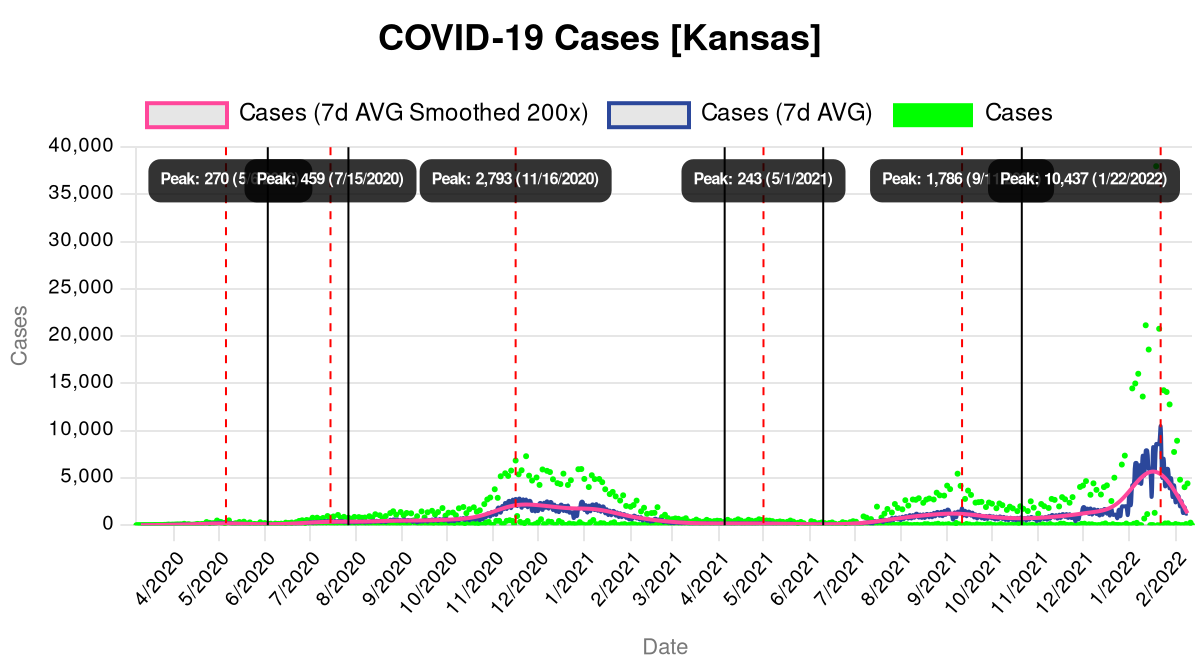 COVID-19 Cases [Kansas]
Cases (7d AVG Smoothed 200x) Cases (7d AVG) Cases
40,000
Peak: 270 (5/ Peak: 459 (7/15/2020) Peak: 2,793 (11/16/2020) Peak: 243 (5/1/2021) Peak: 1,786 (9/1 Peak: 10,437 (1/22/2022)
35,000
30,000
25,000
20,000
15,000
10,000
5,000
0
Cases
4/2020 5/2020 6/2020 7/2020 8/2020 9/2020 10/2020 11/2020 12/2020 1/2021 2/2021 3/2021 4/2021 5/2021 6/2021 7/2021 8/2021 9/2021 10/2021 11/2021 12/2021 1/2022 2/2022
Date